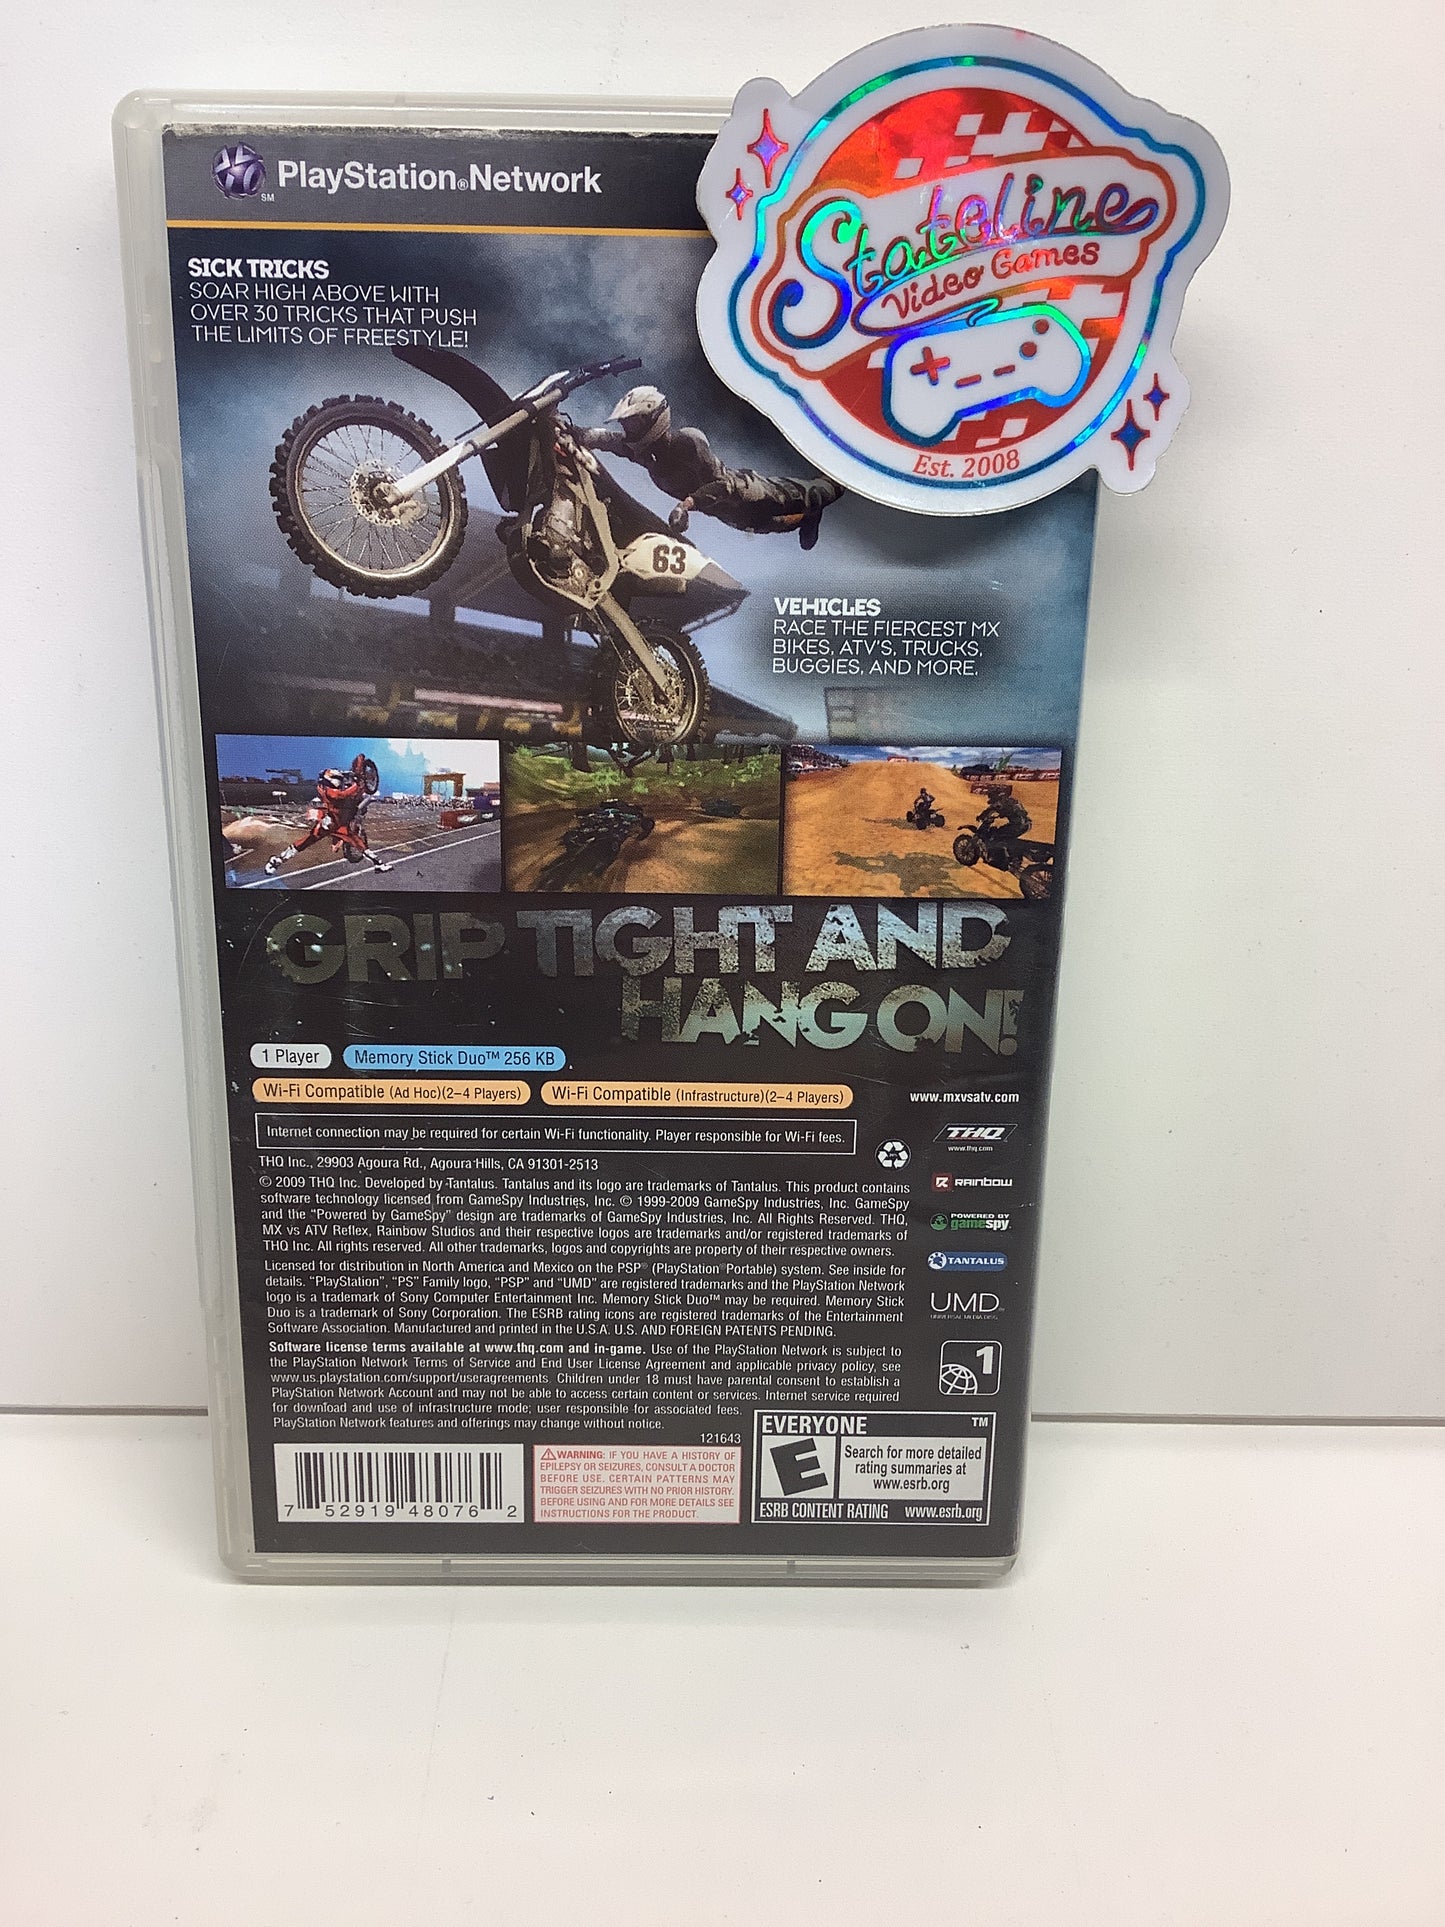 PlayStation®Network
SM
Stateline
Video Games
Est. 2008
SICK TRICKS
SOAR HIGH ABOVE WITH
OVER 30 TRICKS THAT PUSH
THE LIMITS OF FREESTYLE!
63
VEHICLES
RACE THE FIERCEST MX
BIKES, ATV'S, TRUCKS,
BUGGIES, AND MORE.
GRIP TIGHT AND
HANG ON!
1 Player
Memory Stick Duo™ 256 KB
Wi-Fi Compatible (Ad Hoc)(2–4 Players)
Wi-Fi Compatible (Infrastructure)(2–4 Players)
www.mxvsatv.com
Internet connection may be required for certain Wi-Fi functionality. Player responsible for Wi-Fi fees.
THQ
www.thq.com
THQ Inc., 29903 Agoura Rd., Agoura Hills, CA 91301-2513
© 2009 THQ Inc. Developed by Tantalus. Tantalus and its logo are trademarks of Tantalus. This product contains
software technology licensed from GameSpy Industries, Inc. © 1999-2009 GameSpy Industries, Inc. GameSpy
and the "Powered by GameSpy" design are trademarks of GameSpy Industries, Inc. All Rights Reserved. THQ,
MX vs ATV Reflex, Rainbow Studios and their respective logos are trademarks and/or registered trademarks of
THQ Inc. All rights reserved. All other trademarks, logos and copyrights are property of their respective owners.
RAINBOW
POWERED BY
gamespy.
TANTALUS
Licensed for distribution in North America and Mexico on the PSP® (PlayStation®Portable) system. See inside for
details. "PlayStation", "PS" Family logo, "PSP" and "UMD" are registered trademarks and the PlayStation Network
logo is a trademark of Sony Computer Entertainment Inc. Memory Stick Duo™ may be required. Memory Stick
Duo is a trademark of Sony Corporation. The ESRB rating icons are registered trademarks of the Entertainment
Software Association. Manufactured and printed in the U.S.A. U.S. AND FOREIGN PATENTS PENDING.
UMD™
UNIVERSAL MEDIA DISC
Software license terms available at www.thq.com and in-game. Use of the PlayStation Network is subject to
the PlayStation Network Terms of Service and End User License Agreement and applicable privacy policy, see
www.us.playstation.com/support/useragreements. Children under 18 must have parental consent to establish a
PlayStation Network Account and may not be able to access certain content or services. Internet service required
for download and use of infrastructure mode; user responsible for associated fees.
PlayStation Network features and offerings may change without notice.
1
121643
7 52919 48076 2
WARNING: IF YOU HAVE A HISTORY OF
EPILEPSY OR SEIZURES, CONSULT A DOCTOR
BEFORE USE. CERTAIN PATTERNS MAY
TRIGGER SEIZURES WITH NO PRIOR HISTORY.
BEFORE USING AND FOR MORE DETAILS SEE
INSTRUCTIONS FOR THE PRODUCT.
EVERYONE ™
E
Search for more detailed
rating summaries at
www.esrb.org
ESRB CONTENT RATING www.esrb.org